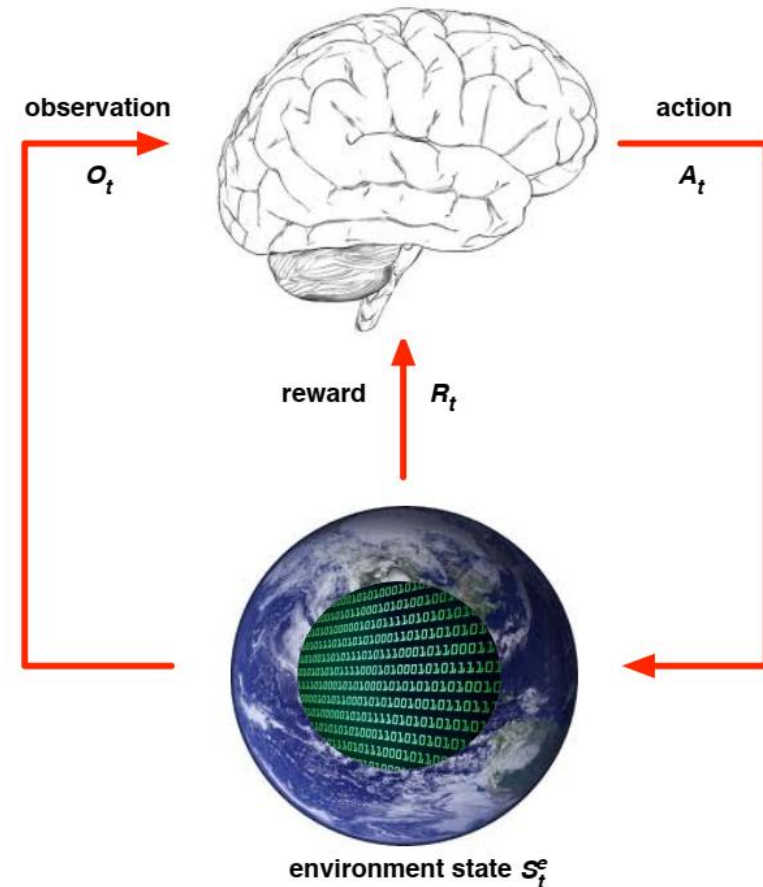 observation
action
O_t
A_t
reward
R_t
environment state S_t^e